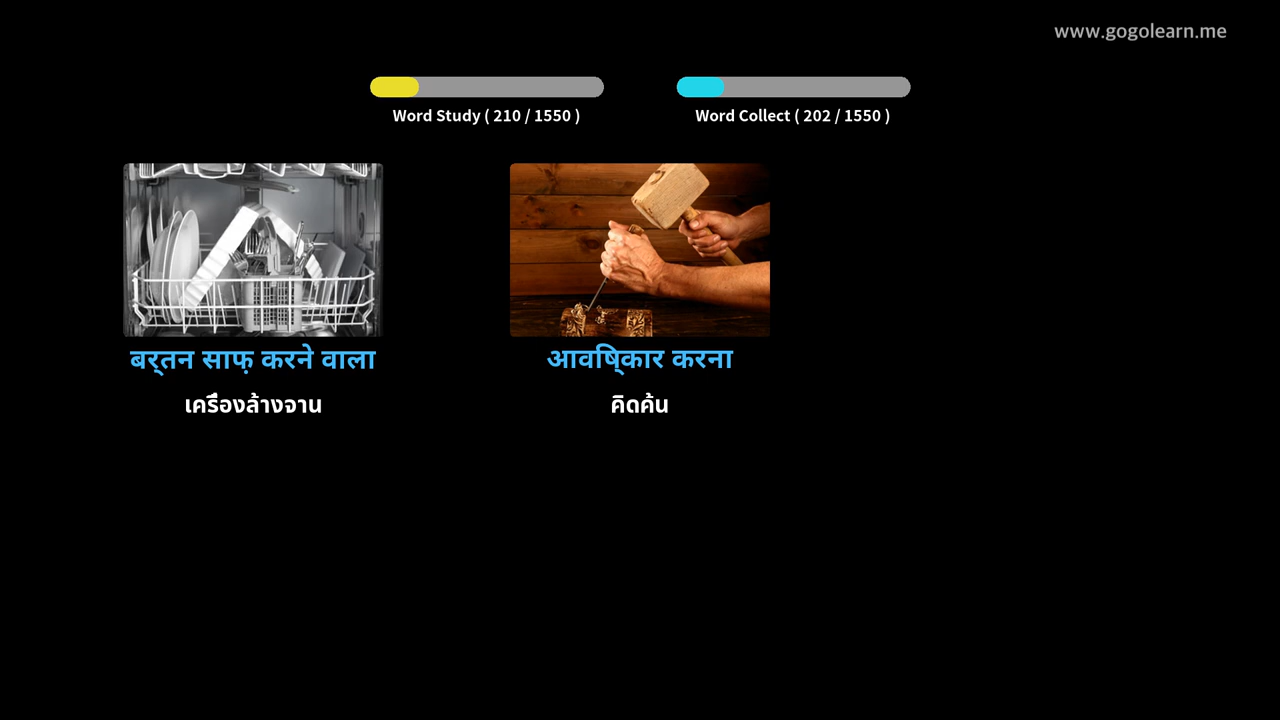 www.gogolearn.me
Word Study ( 210 / 1550 )
Word Collect ( 202 / 1550 )
बर्तन साफ़ करने वाला
เครื่องล้างจาน
आविष्कार करना
คิดค้น